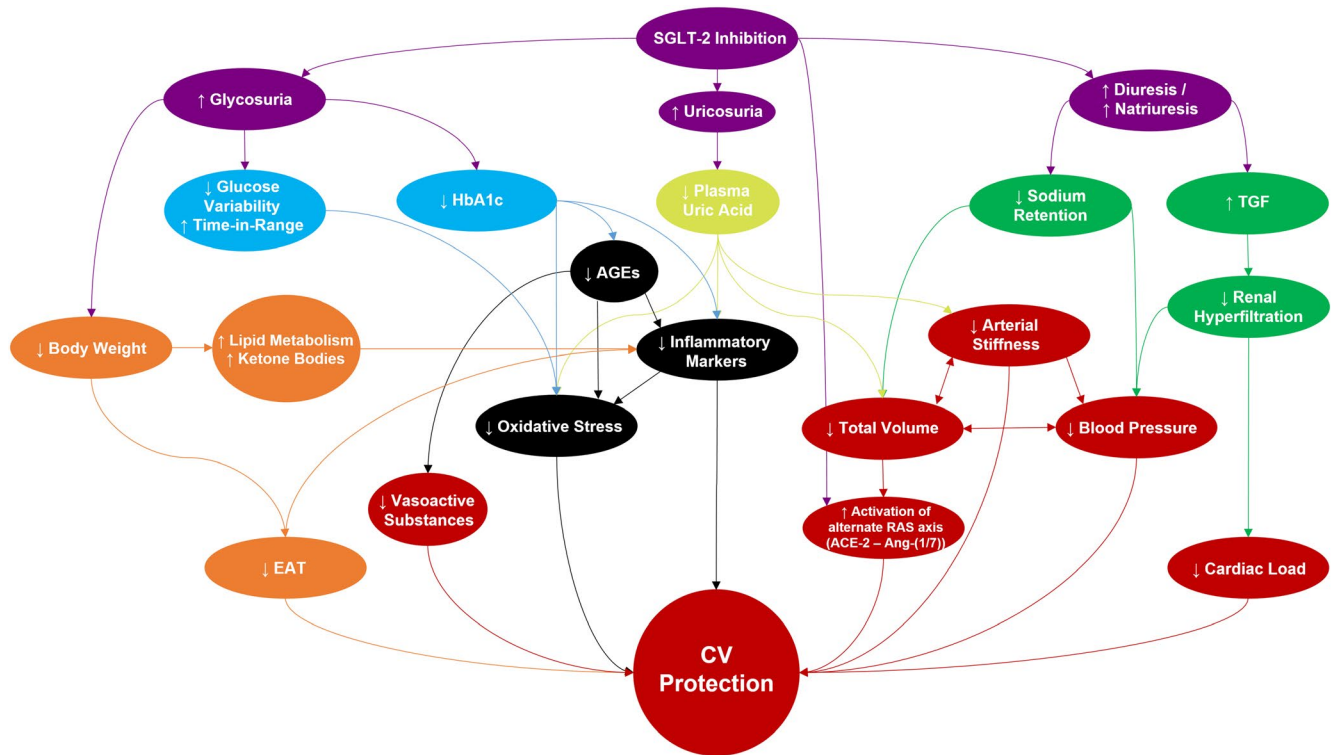 SGLT-2 Inhibition
↑ Glycosuria
↑ Uricosuria
↑ Diuresis /
↑ Natriuresis
↓ Glucose
Variability
↑ Time-in-Range
↓ HbA1c
↓ Plasma
Uric Acid
↓ Sodium
Retention
↑ TGF
↓ AGEs
↓ Renal
Hyperfiltration
↓ Body Weight
↑ Lipid Metabolism
↑ Ketone Bodies
↓ Inflammatory
Markers
↓ Arterial
Stiffness
↓ Oxidative Stress
↓ Total Volume
↓ Blood Pressure
↓ Vasoactive
Substances
↑ Activation of
alternate RAS axis
(ACE-2 – Ang-(1/7))
↓ EAT
↓ Cardiac Load
CV
Protection